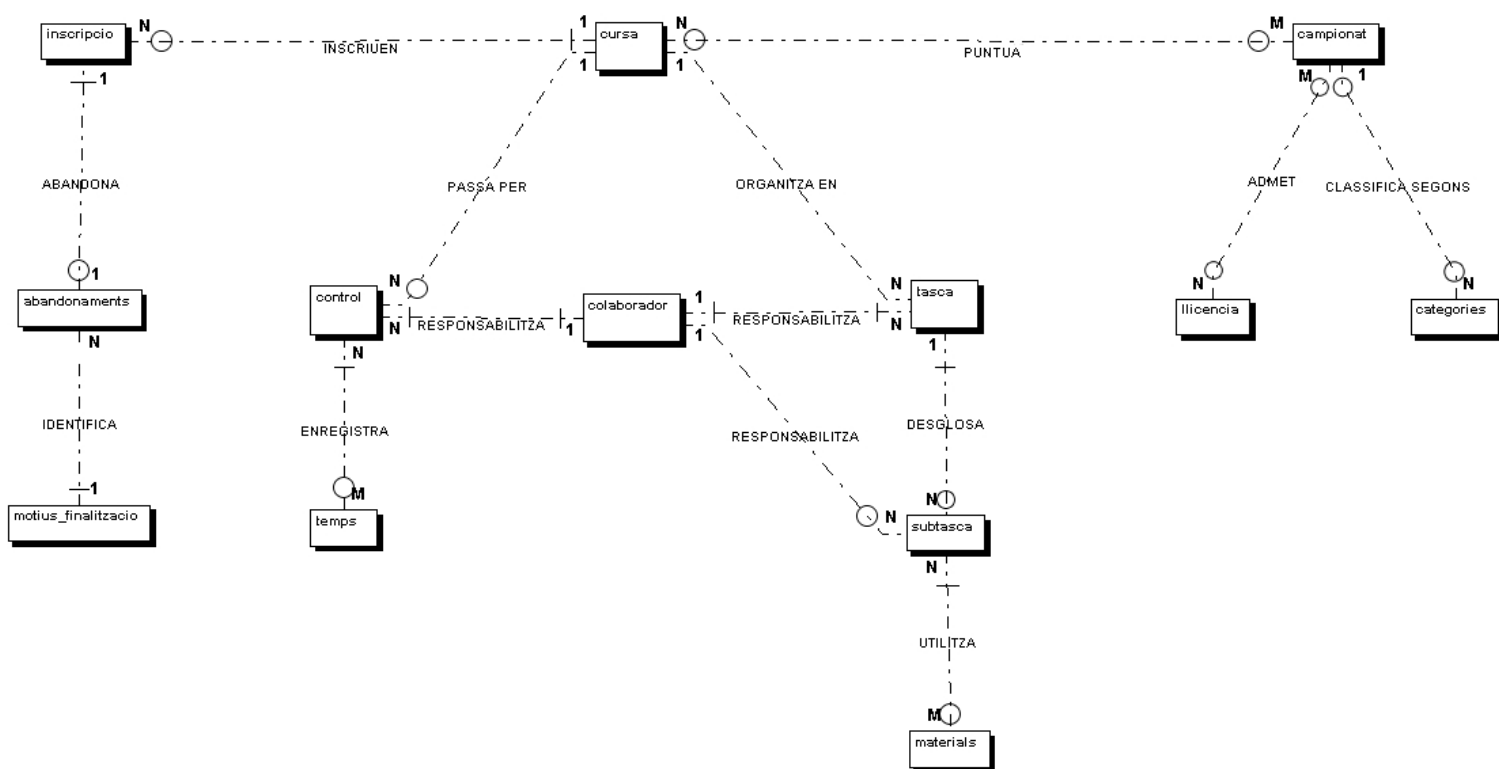 N 1 N M
inscripcio cursa campionat
INSCRIUEN PUNTUA
1 1 1 M 1
ABANDONA PASSA PER ORGANITZA EN ADMET CLASSIFICA SEGONS
1 N N N N
abandonaments control colaborador tasca llicencia categories
N RESPONSABILITZA 1 1 RESPONSABILITZA N
N N 1 1
IDENTIFICA ENREGISTRA RESPONSABILITZA DESGLOSA
1 M N N
motius_finalitzacio temps subtasca
N
UTILITZA
M
materials